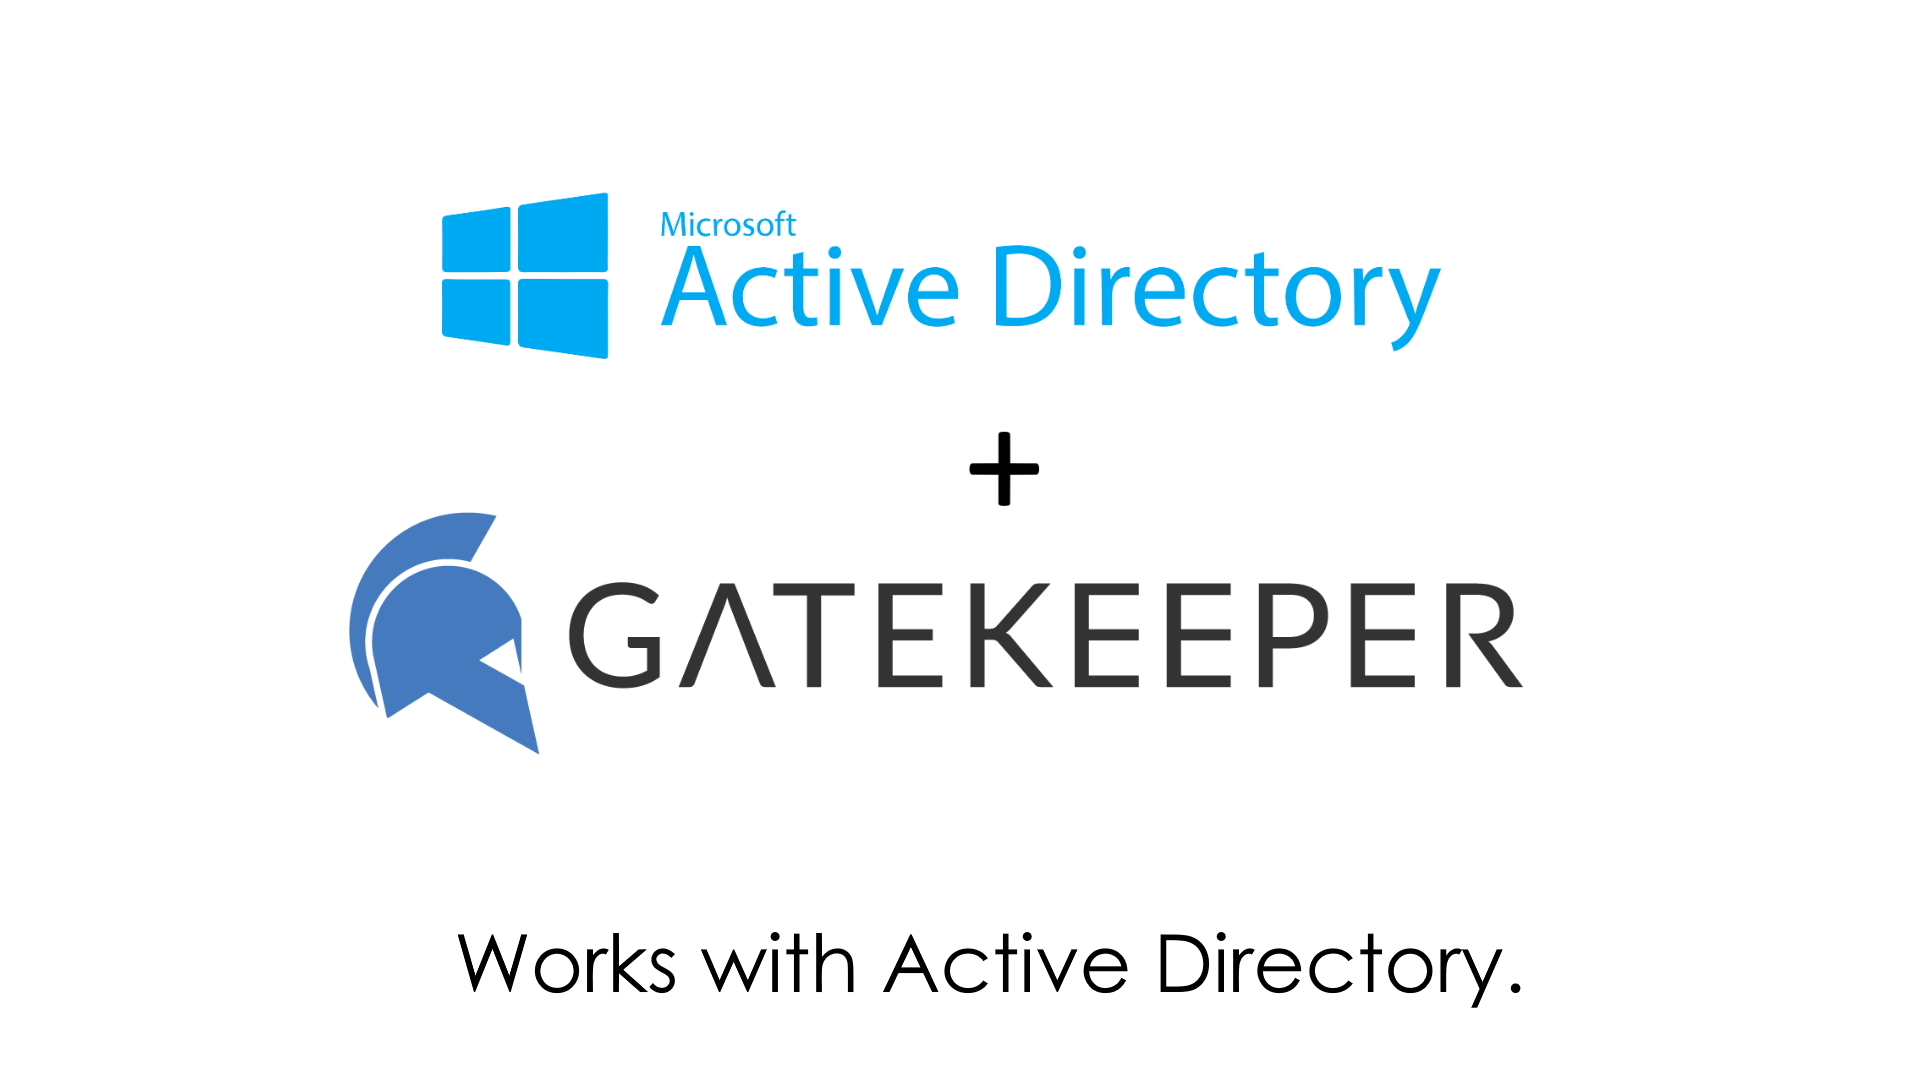 Microsoft
Active Directory
+
GATEKEEPER
Works with Active Directory.